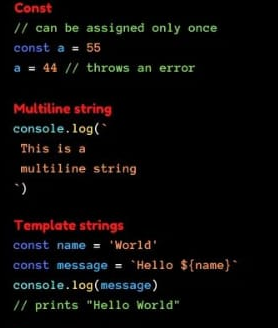 Const
// can be assigned only once
const a = 55
a = 44 // throws an error
Multiline string
console.log(`
This is a
multiline string
`)
Template strings
const name = 'World'
const message = `Hello ${name}`
console.log(message)
// prints "Hello World"